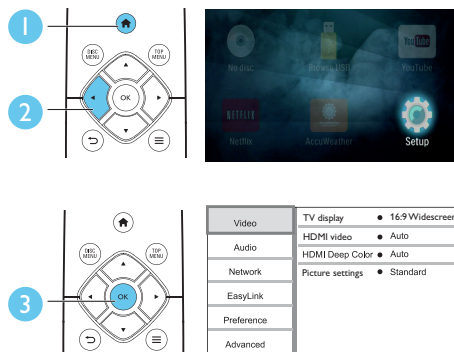 1
DISC MENU
TOP MENU
OK
2
No disc
Browse USB
You Tube
YouTube
NETFLIX
Netflix
AccuWeather
Setup
DISC MENU
TOP MENU
OK
3
Video
TV display ● 16:9 Widescreen
Audio
HDMI video ● Auto
HDMI Deep Color ● Auto
Network
Picture settings ● Standard
EasyLink
Preference
Advanced